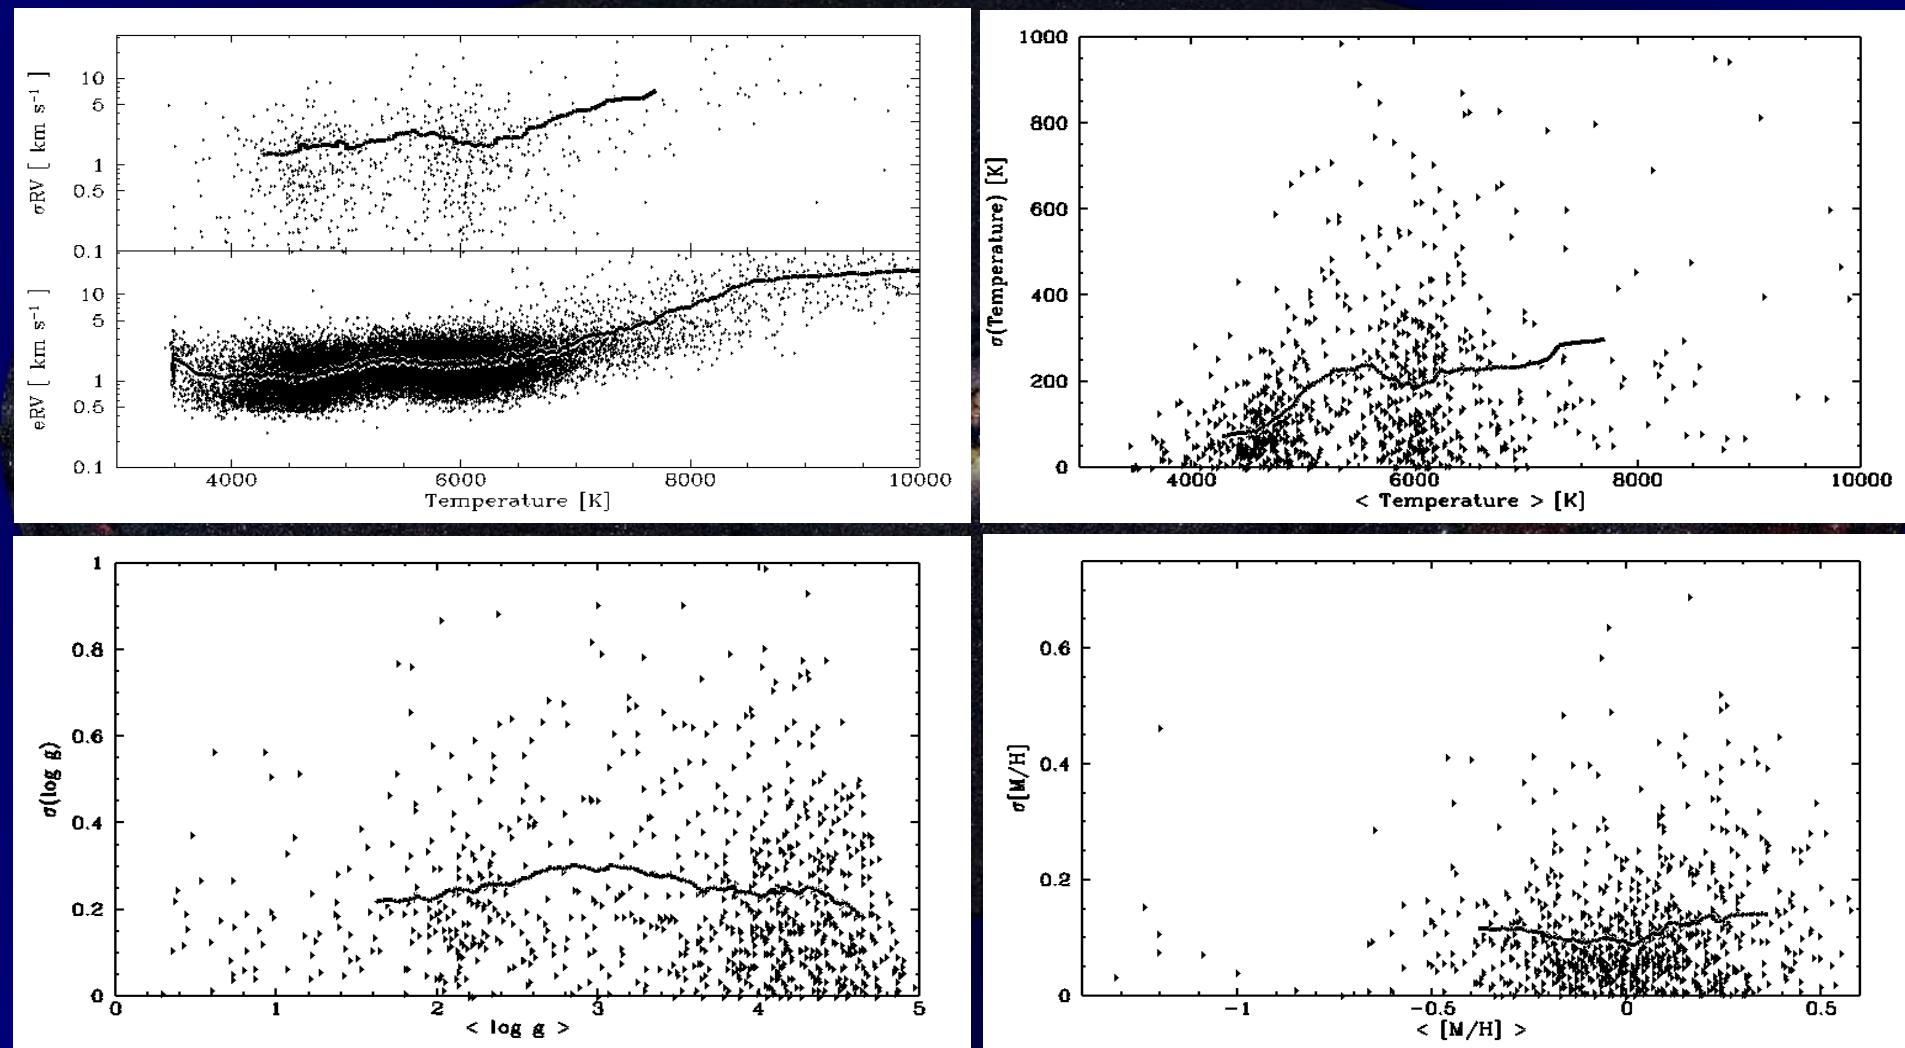 σRV [ km s⁻¹ ]
10
5
1
0.5
0.1
eRV [ km s⁻¹ ]
10
5
1
0.5
0.1
4000 6000 8000 10000
Temperature [K]
σ(Temperature) [K]
1000
800
600
400
200
0
4000 6000 8000 10000
< Temperature > [K]
σ(log g)
1
0.8
0.6
0.4
0.2
0
0 1 2 3 4 5
< log g >
σ[M/H]
0.6
0.4
0.2
0
-1 -0.5 0 0.5
< [M/H] >